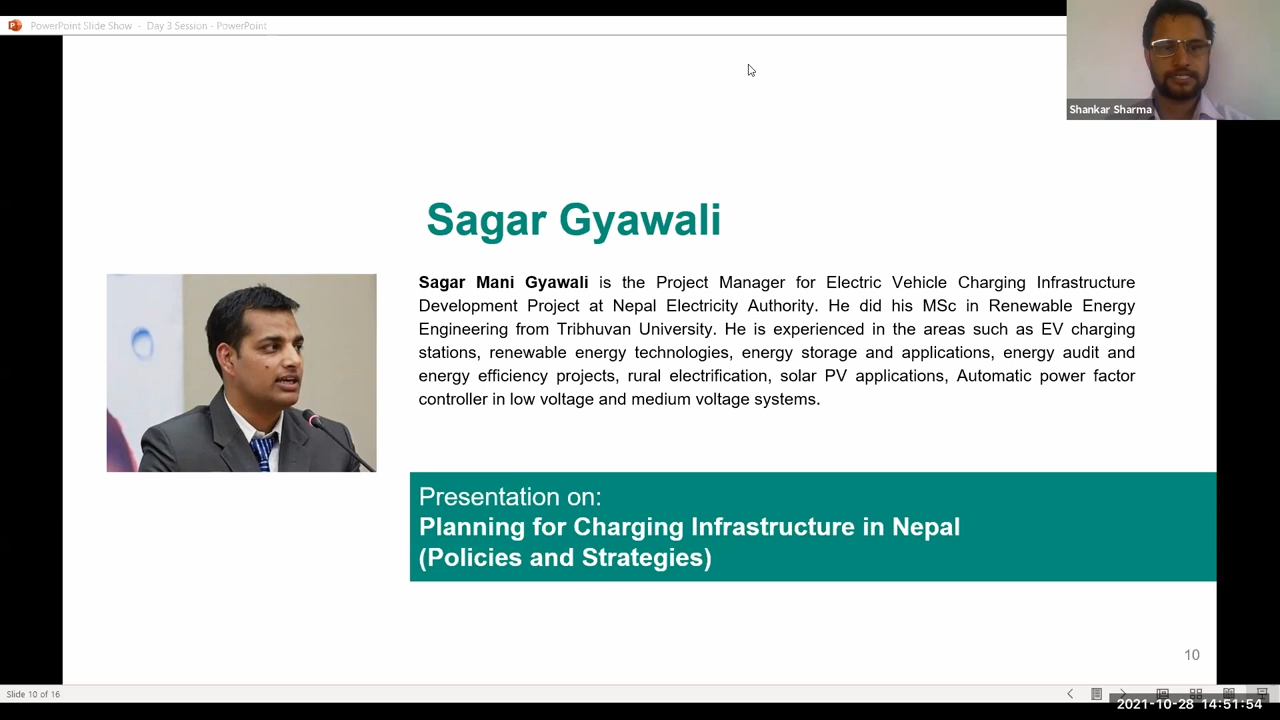 PowerPoint Slide Show - Day 3 Session - PowerPoint
Shankar Sharma
Sagar Gyawali
Sagar Mani Gyawali is the Project Manager for Electric Vehicle Charging Infrastructure
Development Project at Nepal Electricity Authority. He did his MSc in Renewable Energy
Engineering from Tribhuvan University. He is experienced in the areas such as EV charging
stations, renewable energy technologies, energy storage and applications, energy audit and
energy efficiency projects, rural electrification, solar PV applications, Automatic power factor
controller in low voltage and medium voltage systems.
Presentation on:
Planning for Charging Infrastructure in Nepal
(Policies and Strategies)
10
Slide 10 of 16
2021-10-28 14:51:54